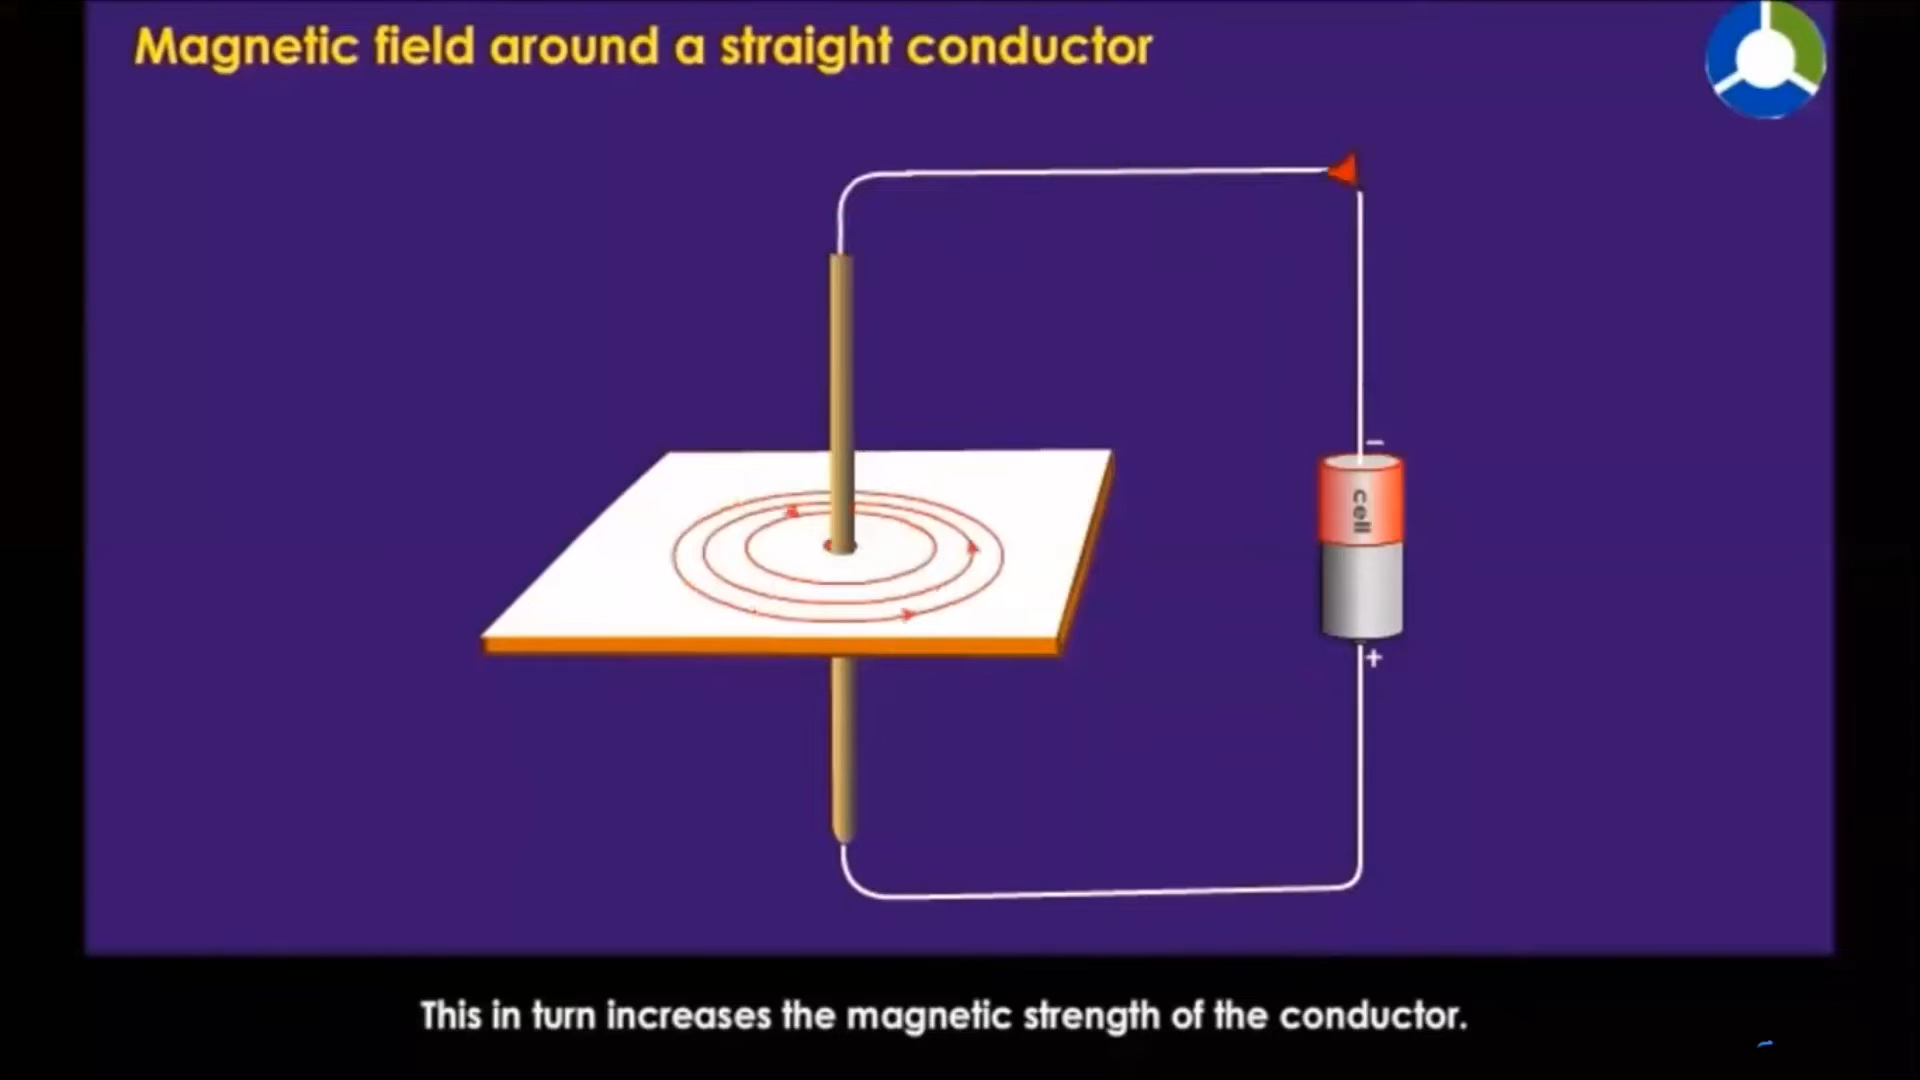 Magnetic field around a straight conductor
−
cell
+
This in turn increases the magnetic strength of the conductor.